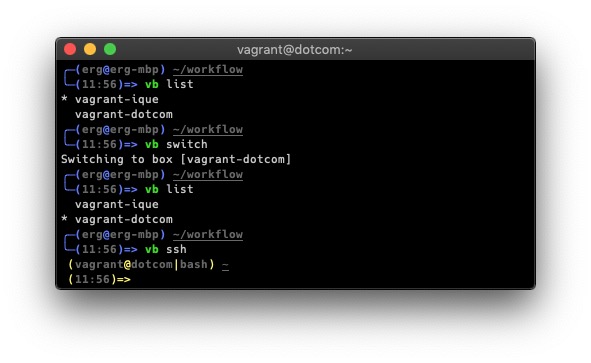 vagrant@dotcom:~
╭─(erg@erg-mbp) ~/workflow
╰─(11:56)=> vb list
* vagrant-ique
  vagrant-dotcom
╭─(erg@erg-mbp) ~/workflow
╰─(11:56)=> vb switch
Switching to box [vagrant-dotcom]
╭─(erg@erg-mbp) ~/workflow
╰─(11:56)=> vb list
  vagrant-ique
* vagrant-dotcom
╭─(erg@erg-mbp) ~/workflow
╰─(11:56)=> vb ssh
(vagrant@dotcom|bash) ~
(11:56)=>